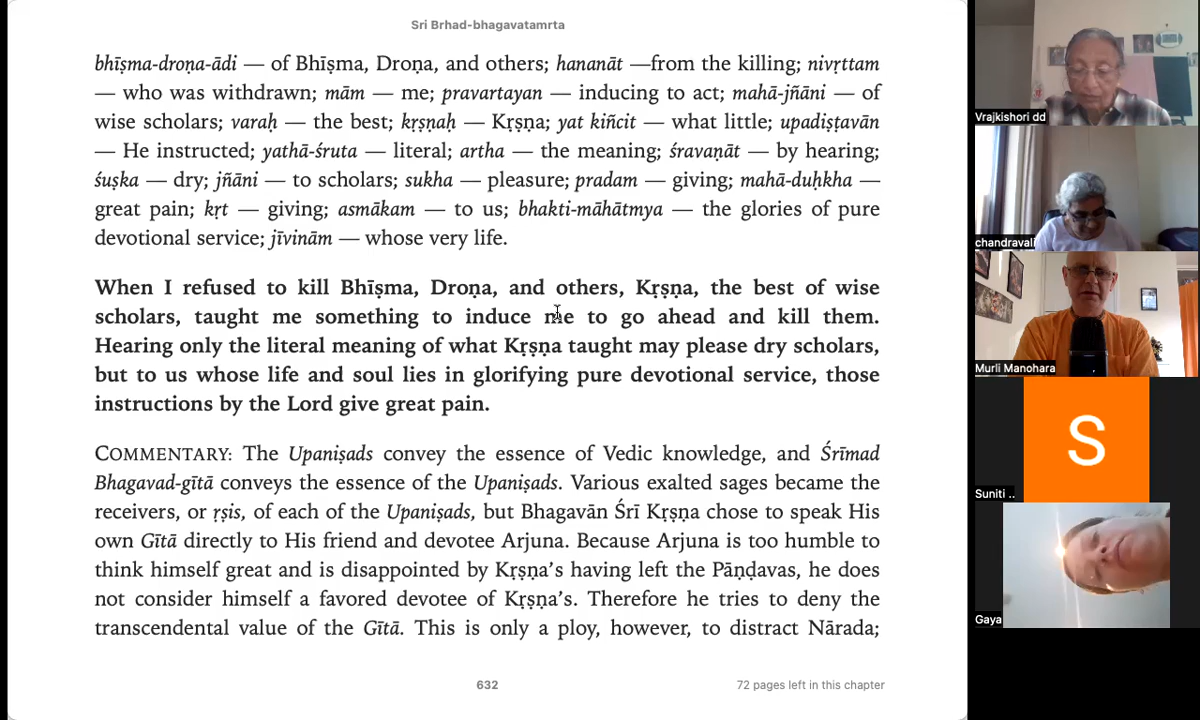 Sri Brhad-bhagavatamrta
bhīṣma-droṇa-ādi — of Bhīṣma, Droṇa, and others; hananāt —from the killing; nivṛttam
— who was withdrawn; mām — me; pravartayan — inducing to act; mahā-jñāni — of
wise scholars; varaḥ — the best; kṛṣṇaḥ — Kṛṣṇa; yat kiñcit — what little; upadiṣṭavān
— He instructed; yathā-śruta — literal; artha — the meaning; śravaṇāt — by hearing;
śuṣka — dry; jñāni — to scholars; sukha — pleasure; pradam — giving; mahā-duḥkha —
great pain; kṛt — giving; asmākam — to us; bhakti-māhātmya — the glories of pure
devotional service; jīvinām — whose very life.
When I refused to kill Bhīṣma, Droṇa, and others, Kṛṣṇa, the best of wise
scholars, taught me something to induce me to go ahead and kill them.
Hearing only the literal meaning of what Kṛṣṇa taught may please dry scholars,
but to us whose life and soul lies in glorifying pure devotional service, those
instructions by the Lord give great pain.
COMMENTARY: The Upaniṣads convey the essence of Vedic knowledge, and Śrīmad
Bhagavad-gītā conveys the essence of the Upaniṣads. Various exalted sages became the
receivers, or ṛṣis, of each of the Upaniṣads, but Bhagavān Śrī Kṛṣṇa chose to speak His
own Gītā directly to His friend and devotee Arjuna. Because Arjuna is too humble to
think himself great and is disappointed by Kṛṣṇa's having left the Pāṇḍavas, he does
not consider himself a favored devotee of Kṛṣṇa's. Therefore he tries to deny the
transcendental value of the Gītā. This is only a ploy, however, to distract Nārada;
632
72 pages left in this chapter
Vrajkishori dd
chandravali
Murli Manohara
S
Suniti ..
Gaya